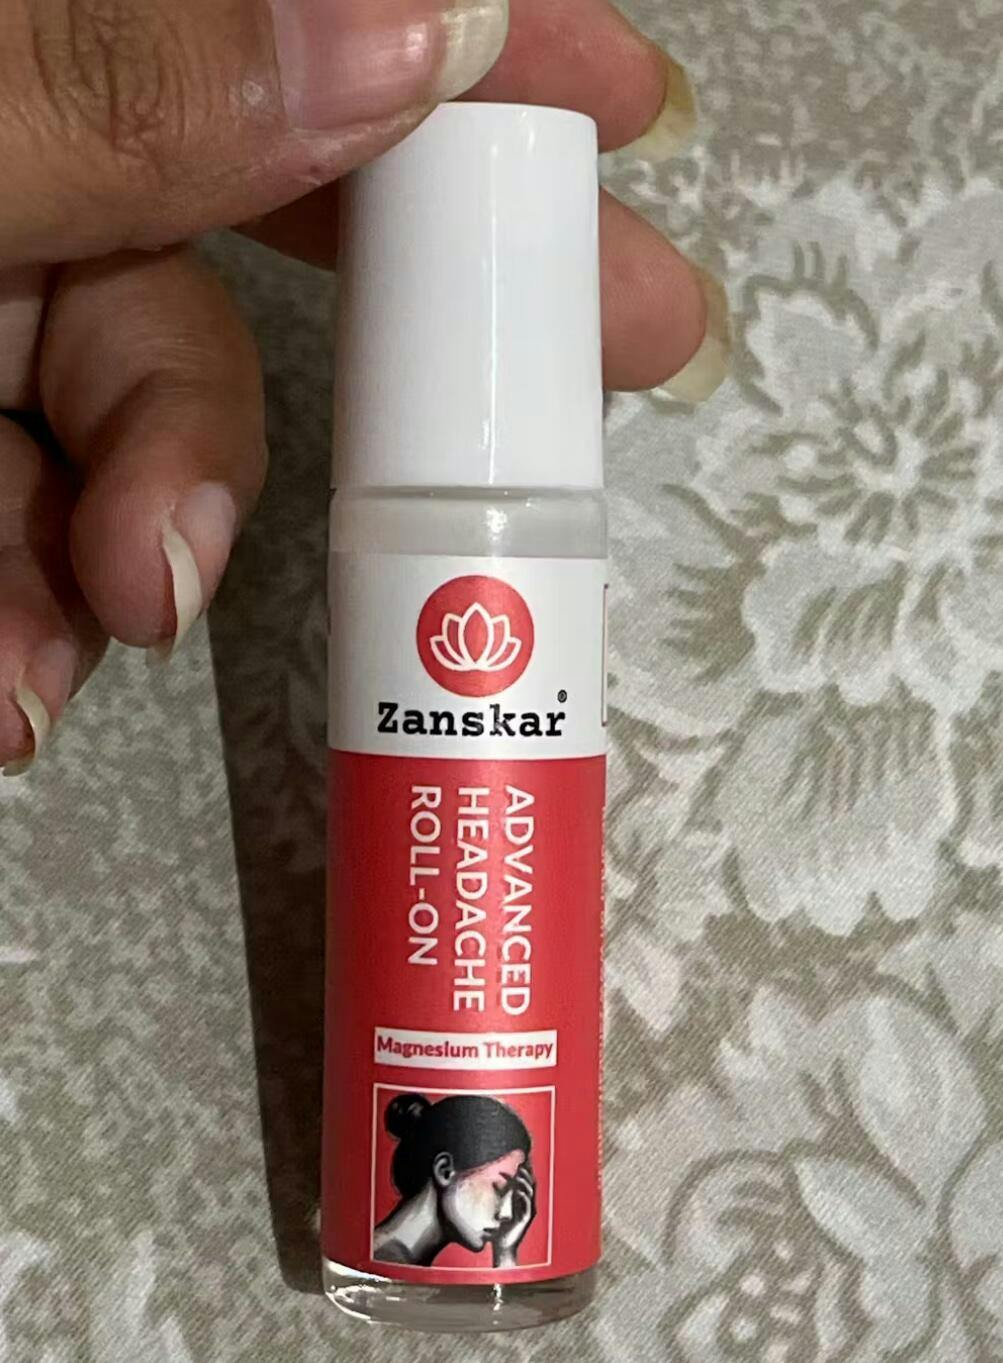 Zanskar®
ADVANCED
HEADACHE
ROLL-ON
Magnesium Therapy